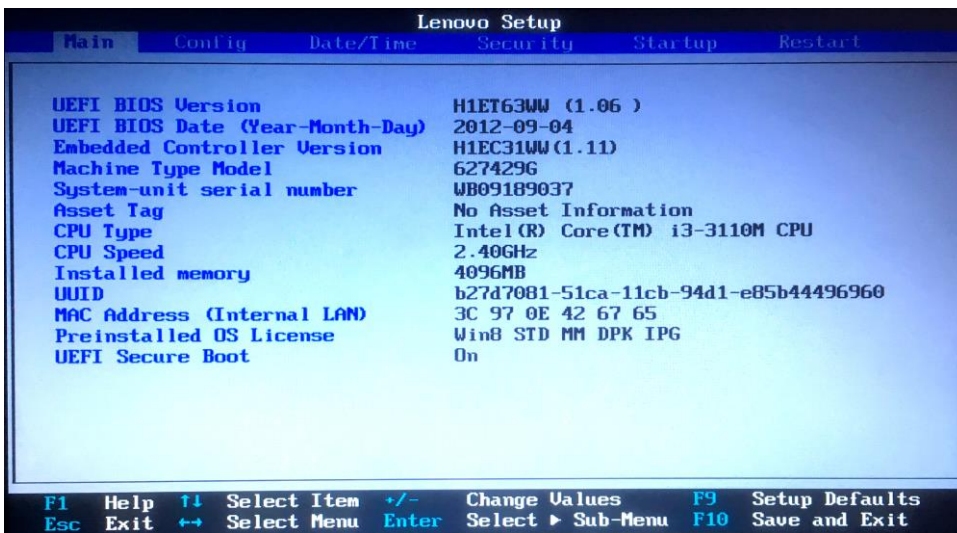 Lenovo Setup
Main Config Date/Time Security Startup Restart
UEFI BIOS Version H1ET63WW (1.06 )
UEFI BIOS Date (Year-Month-Day) 2012-09-04
Embedded Controller Version H1EC31WW(1.11)
Machine Type Model 627429G
System-unit serial number WB09189037
Asset Tag No Asset Information
CPU Type Intel(R) Core(TM) i3-3110M CPU
CPU Speed 2.40GHz
Installed memory 4096MB
UUID b27d7081-51ca-11cb-94d1-e85b44496960
MAC Address (Internal LAN) 3C 97 0E 42 67 65
Preinstalled OS License Win8 STD MM DPK IPG
UEFI Secure Boot On
F1 Help ↑↓ Select Item +/- Change Values F9 Setup Defaults
Esc Exit ←→ Select Menu Enter Select ▶ Sub-Menu F10 Save and Exit